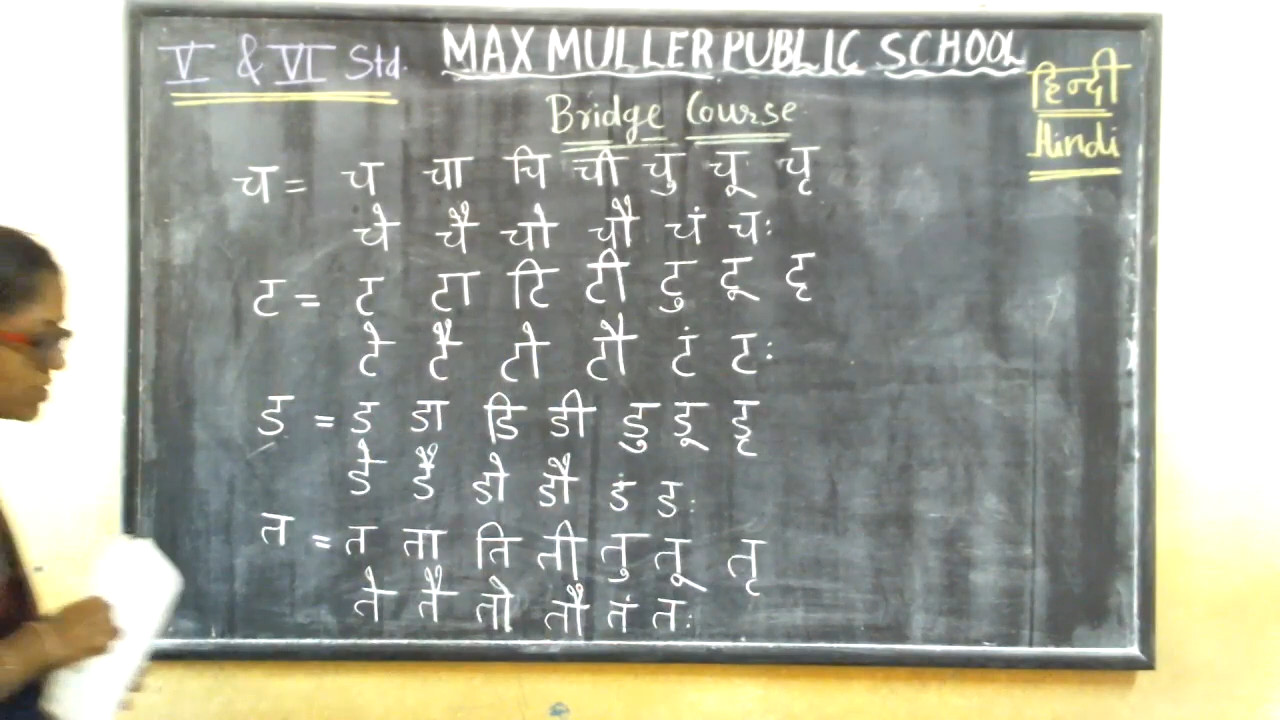 V & VI Std. MAX MULLER PUBLIC SCHOOL
हिन्दी
Bridge Course
Hindi
च = च चा चि ची चु चू चृ
चे चै चो चौ चं चः
ट = ट टा टि टी टु टू टृ
टे टै टो टौ टं टः
ड = ड डा डि डी डु डू डृ
डे डै डो डौ डं डः
त = त ता ति ती तु तू तृ
ते तै तो तौ तं तः